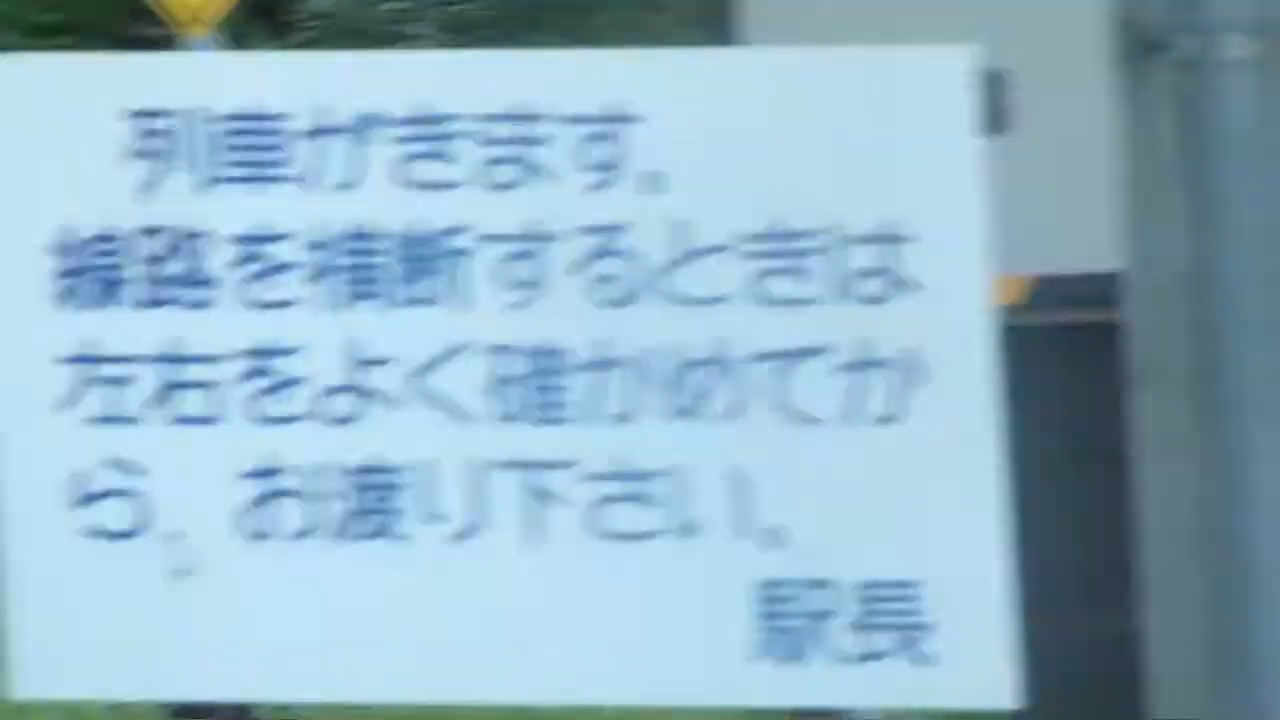 列車がきます。
線路を横断するときは
左右をよく確かめてか
ら、お渡り下さい。
駅長